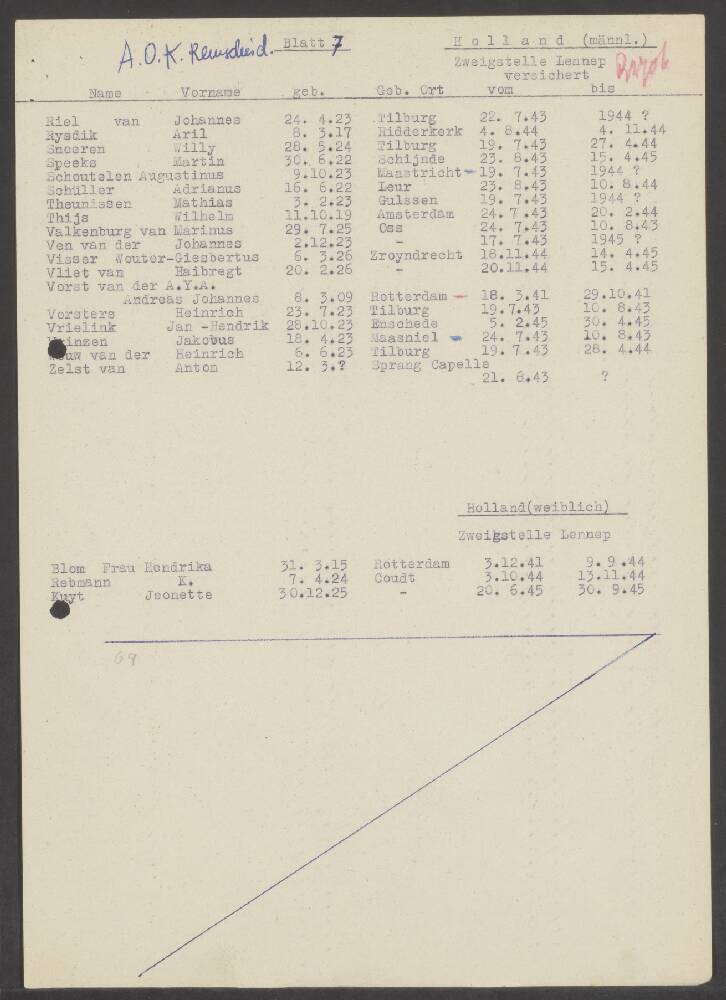 A.O.K. Remscheid. Blatt 7 Holland (männl.)
Zweigstelle Lennep
versichert
Name Vorname geb. Geb. Ort vom bis
Riel van Johannes 24. 4.23 Tilburg 22. 7.43 1944 ?
Rysdik Aril 8. 3.17 Ridderkerk 4. 8.44 4. 11.44
Snoeren Willy 28. 5.24 Tilburg 19. 7.43 27. 4.44
Speeks Martin 30. 6.22 Schijnde 23. 8.43 15. 4.45
Schoutelen Augustinus 9.10.23 Maastricht 19. 7.43 1944 ?
Schüller Adrianus 16. 6.22 Leur 23. 8.43 10. 8.44
Theunissen Mathias 3. 2.23 Gulssen 19. 7.43 1944 ?
Thijs Wilhelm 11.10.19 Amsterdam 24. 7.43 20. 2.44
Valkenburg van Marinus 29. 7.25 Oss 24. 7.43 10. 8.43
Ven van der Johannes 2.12.23 - 17. 7.43 1945 ?
Visser Wouter-Giesbertus 6. 3.26 Zroyndrecht 18.11.44 14. 4.45
Vliet van Haibregt 20. 2.26 - 20.11.44 15. 4.45
Vorst van der A.Y.A.
Andreas Johannes 8. 3.09 Rotterdam 18. 3.41 29.10.41
Vorsters Heinrich 23. 7.23 Tilburg 19.7.43 10. 8.43
Vrielink Jan -Hendrik 28.10.23 Enschede 5. 2.45 30. 4.45
Jakobus 18. 4.23 Maasniel 24. 7.43 10. 8.43
van der Heinrich 6. 6.23 Tilburg 19. 7.43 28. 4.44
Zelst van Anton 12. 3.? Sprang Capelle
21. 6.43 ?
Holland(weiblich)
Zweigstelle Lennep
Blom Frau Hendrika 31. 3.15 Rotterdam 3.12.41 9. 9.44
Rebmann K. 7. 4.24 Coudt 3.10.44 13.11.44
Kuyt Jeonette 30.12.25 - 20. 6.45 30. 9.45
69